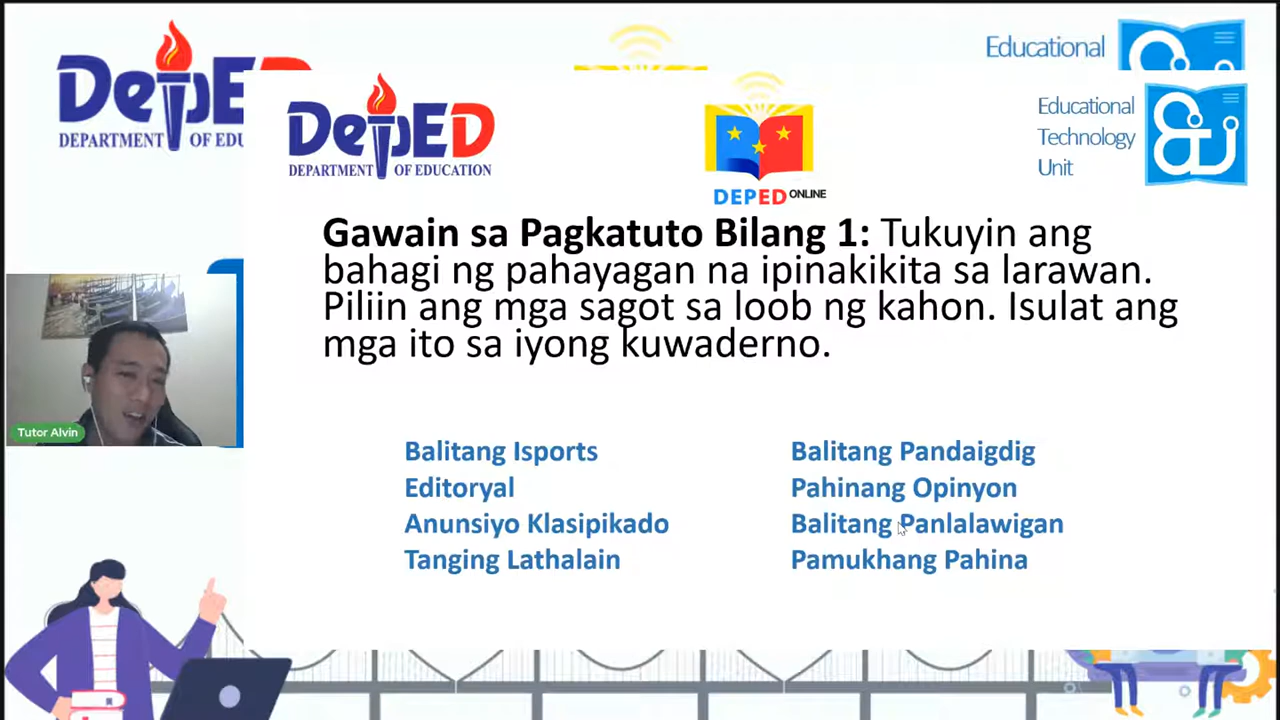 DepED
DEPARTMENT OF EDU
Educational
DepED
DEPARTMENT OF EDUCATION
DEPED ONLINE
Educational
Technology
Unit
Gawain sa Pagkatuto Bilang 1: Tukuyin ang
bahagi ng pahayagan na ipinakikita sa larawan.
Piliin ang mga sagot sa loob ng kahon. Isulat ang
mga ito sa iyong kuwaderno.
Tutor Alvin
Balitang Isports
Editoryal
Anunsiyo Klasipikado
Tanging Lathalain
Balitang Pandaigdig
Pahinang Opinyon
Balitang Panlalawigan
Pamukhang Pahina